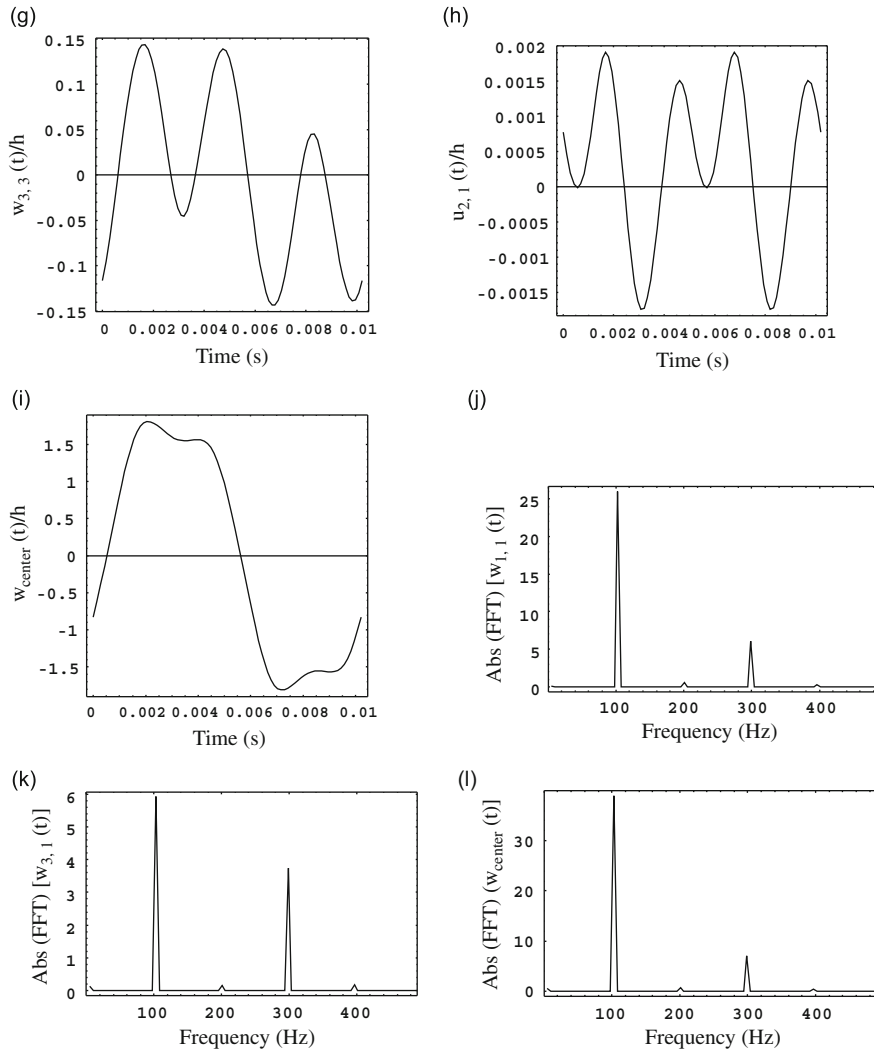 (g)
0.15
0.1
0.05
0
-0.05
-0.1
-0.15
w3, 3 (t)/h
0 0.002 0.004 0.006 0.008 0.01
Time (s)
(h)
0.002
0.0015
0.001
0.0005
0
-0.0005
-0.001
-0.0015
u2, 1 (t)/h
0 0.002 0.004 0.006 0.008 0.01
Time (s)
(i)
1.5
1
0.5
0
-0.5
-1
-1.5
wcenter (t)/h
0 0.002 0.004 0.006 0.008 0.01
Time (s)
(j)
25
20
15
10
5
0
Abs (FFT) [w1, 1 (t)]
100 200 300 400
Frequency (Hz)
(k)
6
5
4
3
2
1
0
Abs (FFT) [w3, 1 (t)]
100 200 300 400
Frequency (Hz)
(l)
30
20
10
0
Abs (FFT) (wcenter (t)]
100 200 300 400
Frequency (Hz)